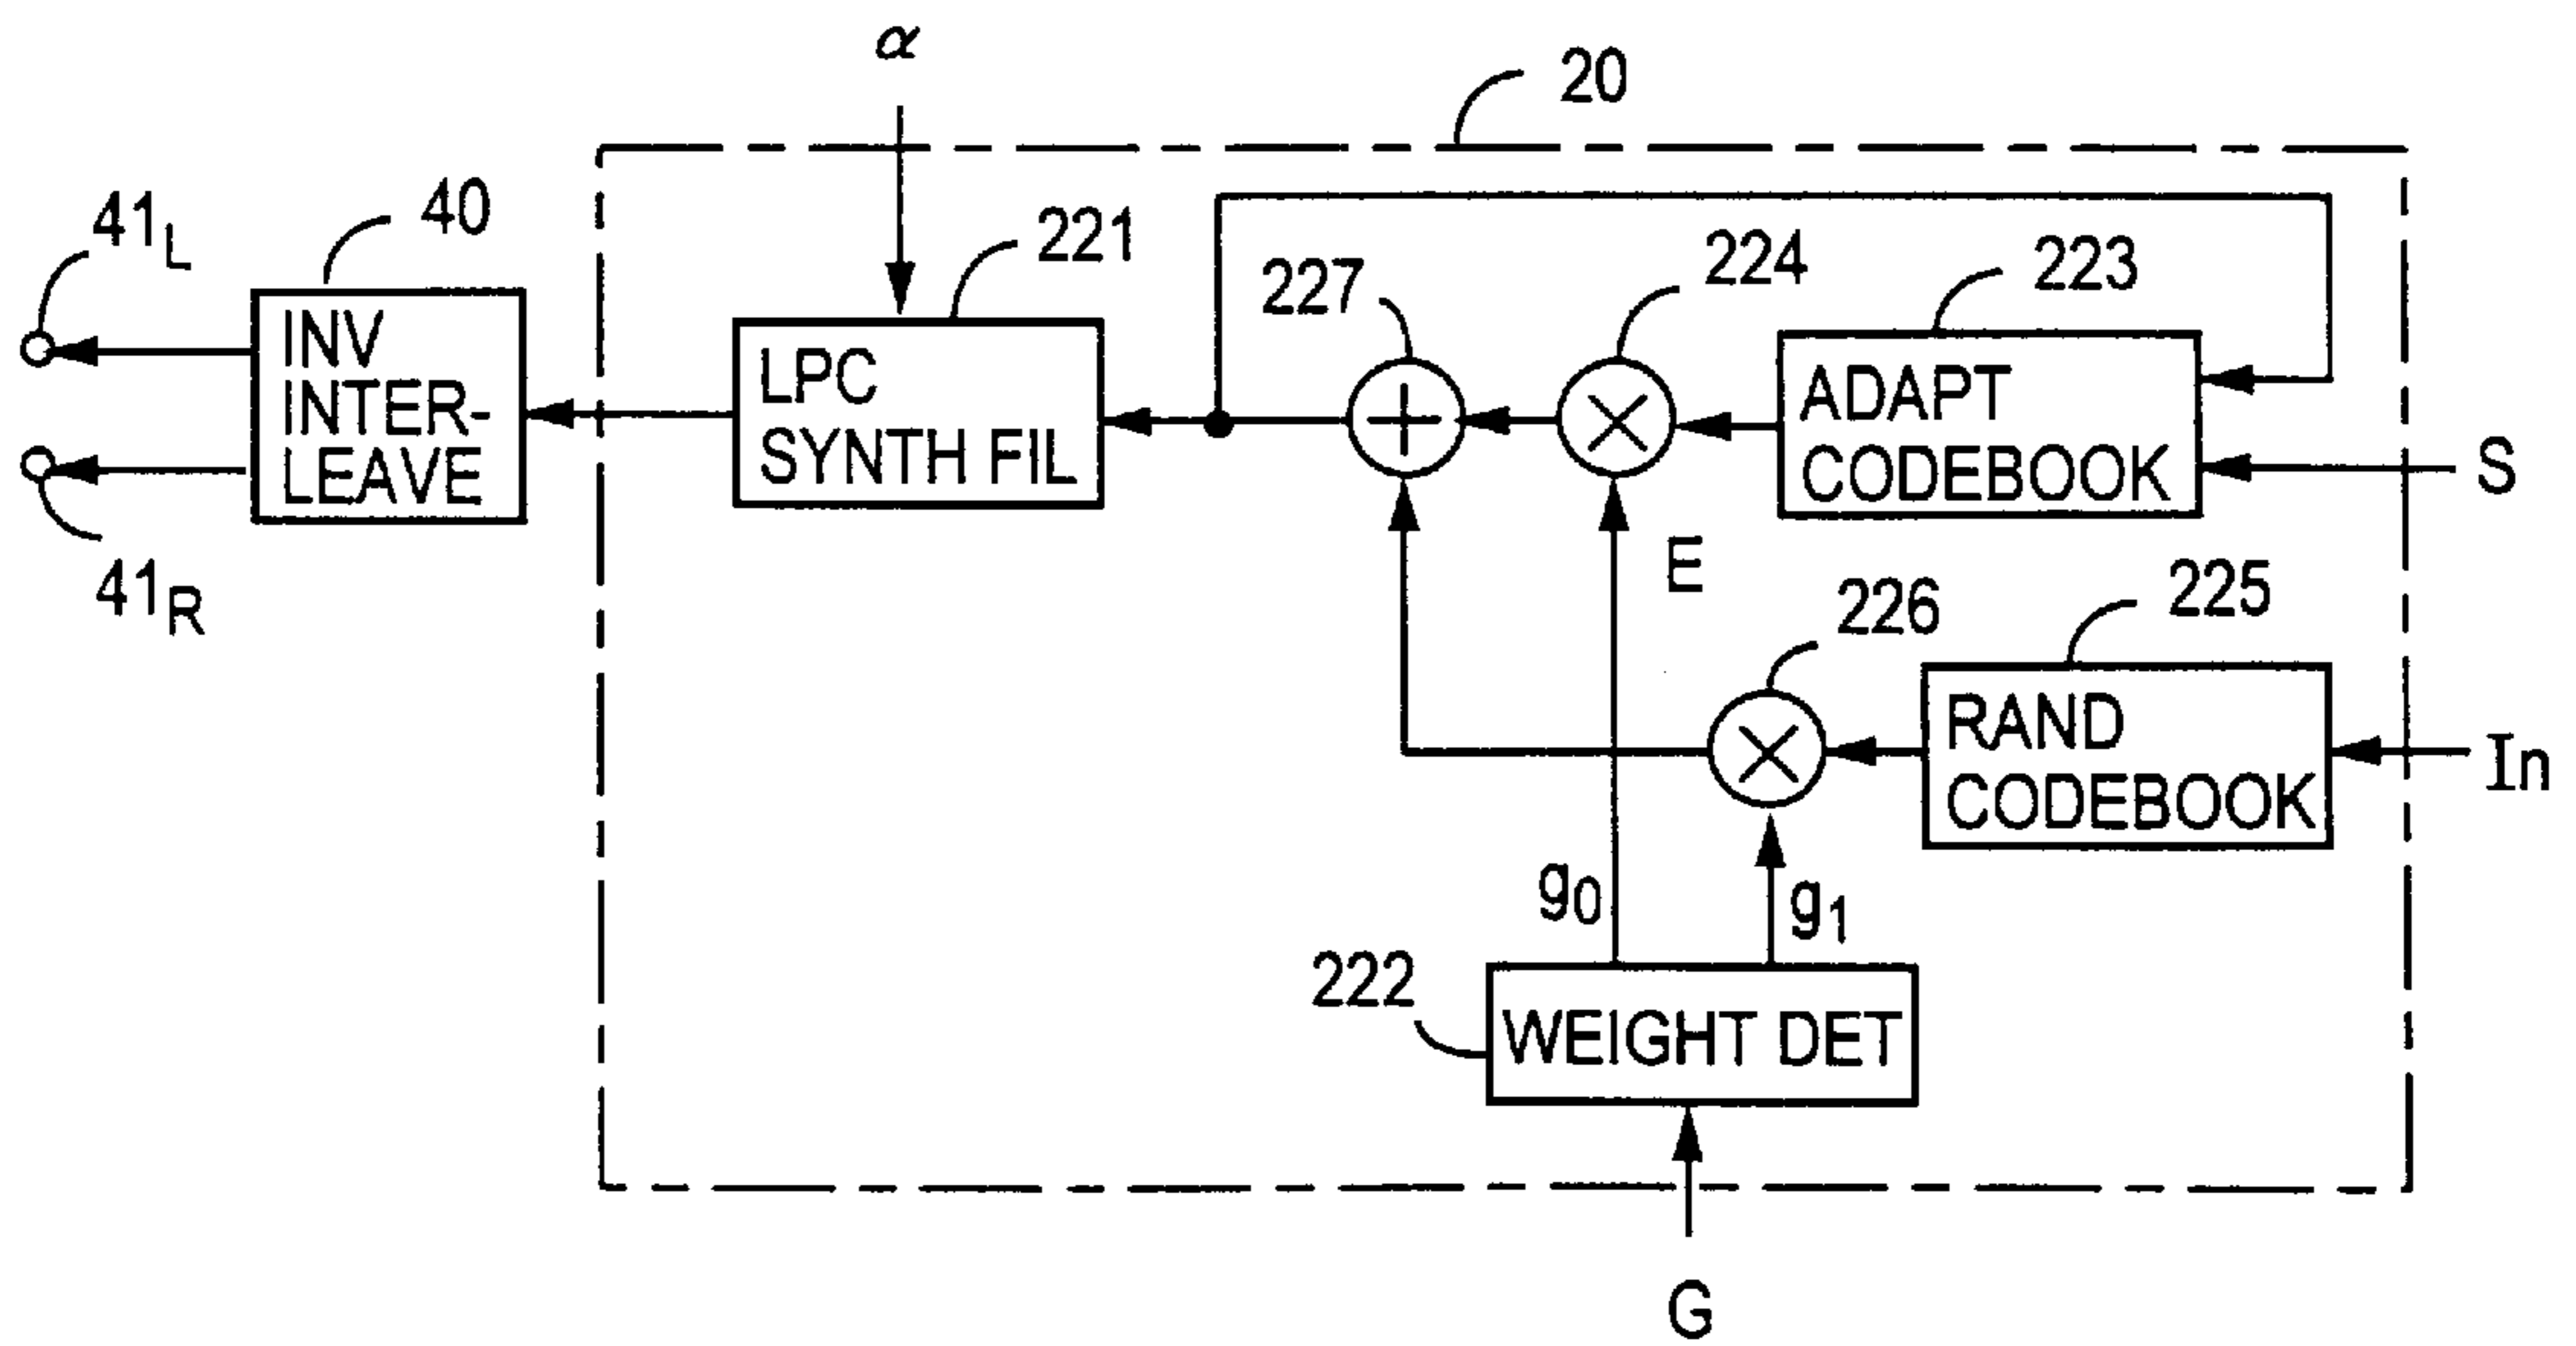 α
20
41L
40
221
227
224
223
INV
INTER-
LEAVE
LPC
SYNTH FIL
ADAPT
CODEBOOK
S
41R
E
226
225
RAND
CODEBOOK
In
g0
g1
222
WEIGHT DET
G